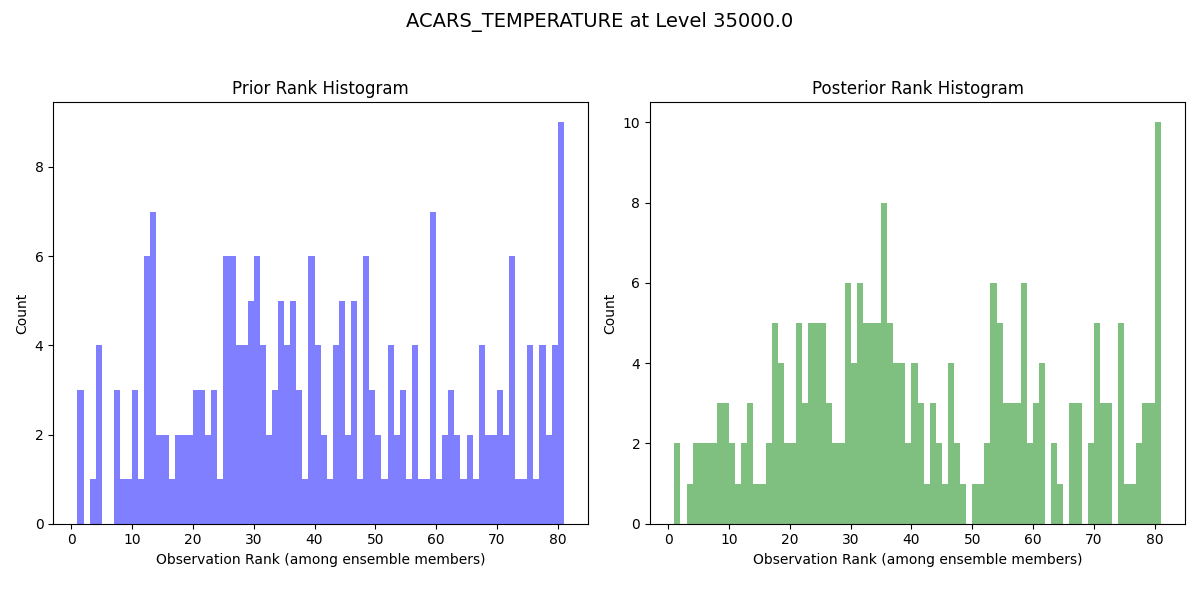 ACARS_TEMPERATURE at Level 35000.0
Prior Rank Histogram
Count
0
2
4
6
8
0 10 20 30 40 50 60 70 80
Observation Rank (among ensemble members)
Posterior Rank Histogram
Count
0
2
4
6
8
10
0 10 20 30 40 50 60 70 80
Observation Rank (among ensemble members)